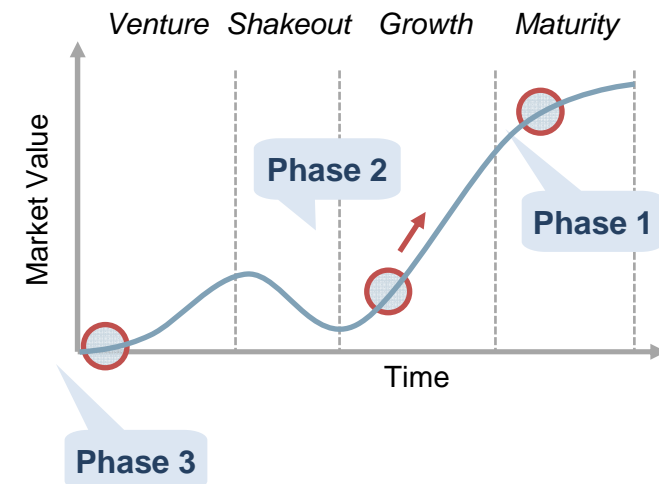 Venture Shakeout Growth Maturity
Market Value
Phase 2
Phase 1
Time
Phase 3